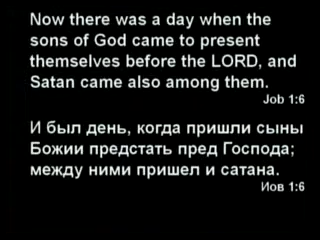 Now there was a day when the
sons of God came to present
themselves before the LORD, and
Satan came also among them.
Job 1:6
И был день, когда пришли сыны
Божии предстать пред Господа;
между ними пришел и сатана.
Иов 1:6